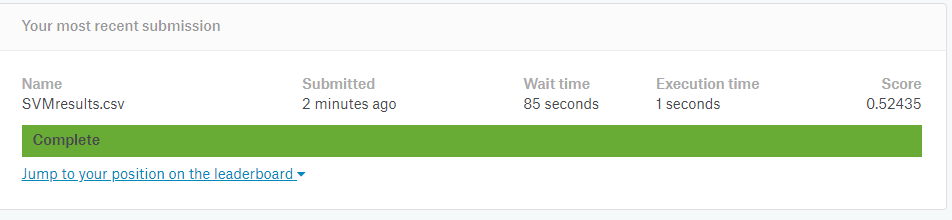 Your most recent submission
Name Submitted Wait time Execution time Score
SVMresults.csv 2 minutes ago 85 seconds 1 seconds 0.52435
Complete
Jump to your position on the leaderboard